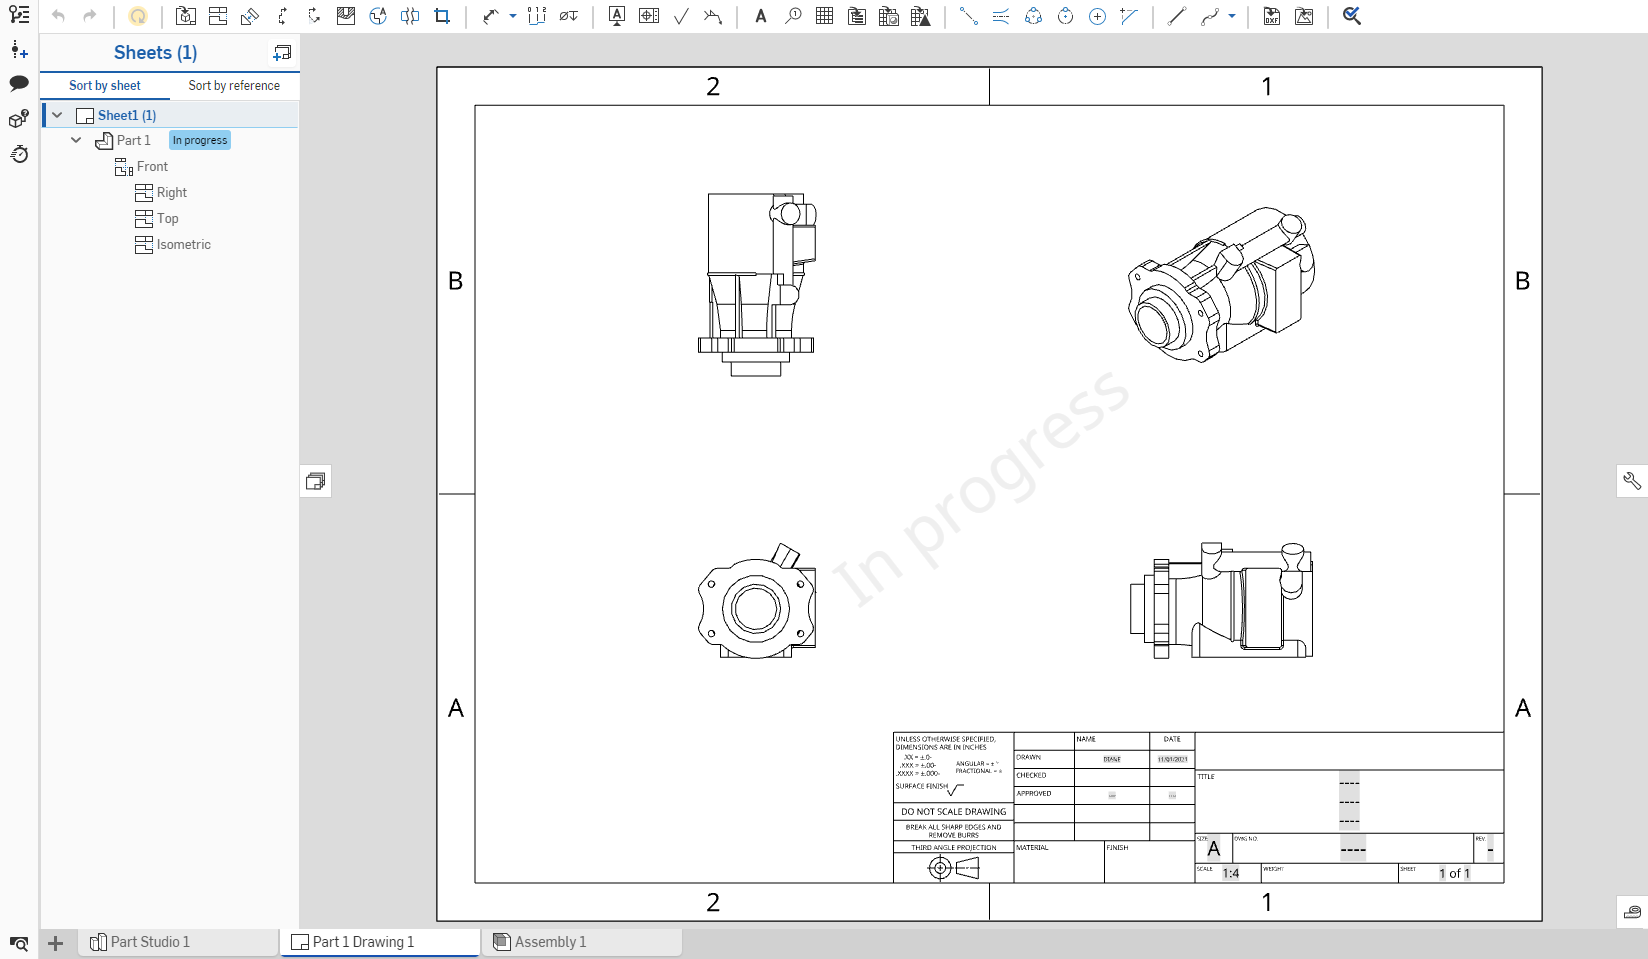 Sheets (1)
Sort by sheet
Sort by reference
Sheet1 (1)
Part 1
In progress
Front
Right
Top
Isometric
2
1
B
B
In progress
A
A
UNLESS OTHERWISE SPECIFIED,
DIMENSIONS ARE IN INCHES
.XX = ±.0-
.XXX = ±.00-
.XXXX = ±.000-
ANGULAR = ± °
FRACTIONAL = ±
SURFACE FINISH
DO NOT SCALE DRAWING
BREAK ALL SHARP EDGES AND
REMOVE BURRS
THIRD ANGLE PROJECTION
NAME
DATE
DRAWN
DIANE
11/01/2021
CHECKED
APPROVED
MATERIAL
FINISH
TITLE
----
----
----
SIZE
A
DWG NO.
----
REV.
-
SCALE
1:4
WEIGHT
SHEET
1 of 1
2
1
Part Studio 1
Part 1 Drawing 1
Assembly 1